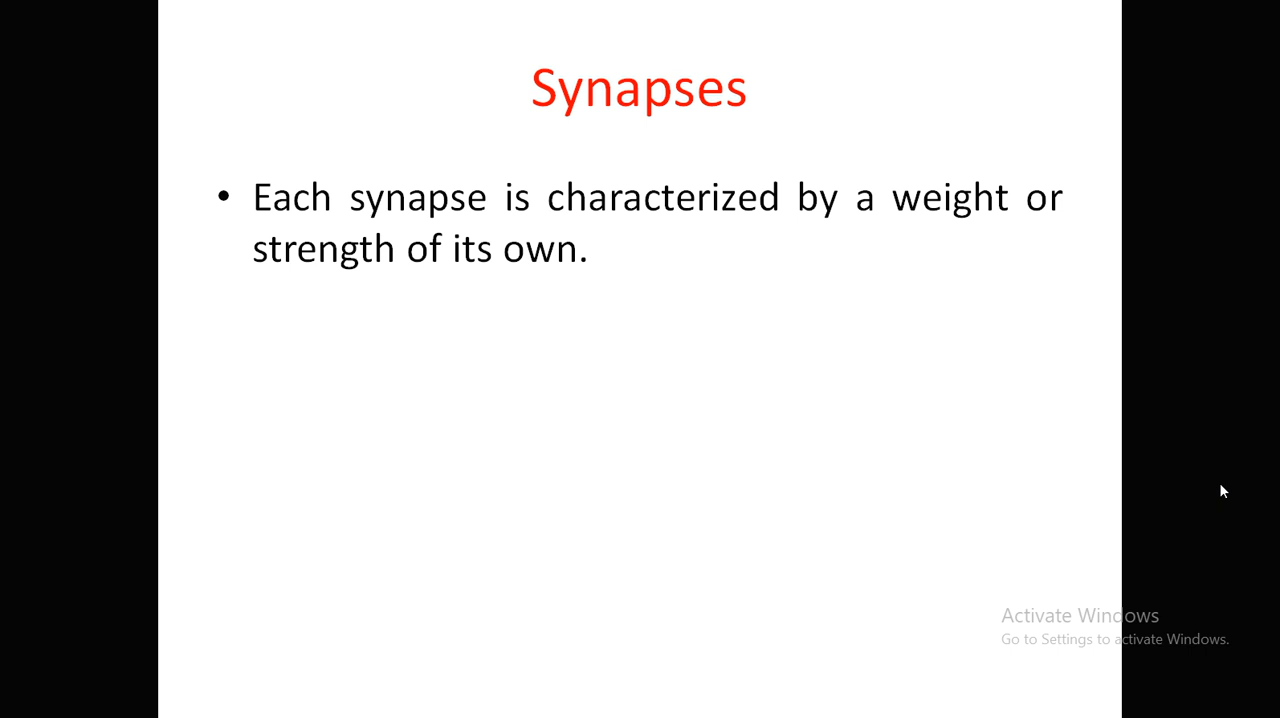 Synapses
• Each synapse is characterized by a weight or
strength of its own.
Activate Windows
Go to Settings to activate Windows.